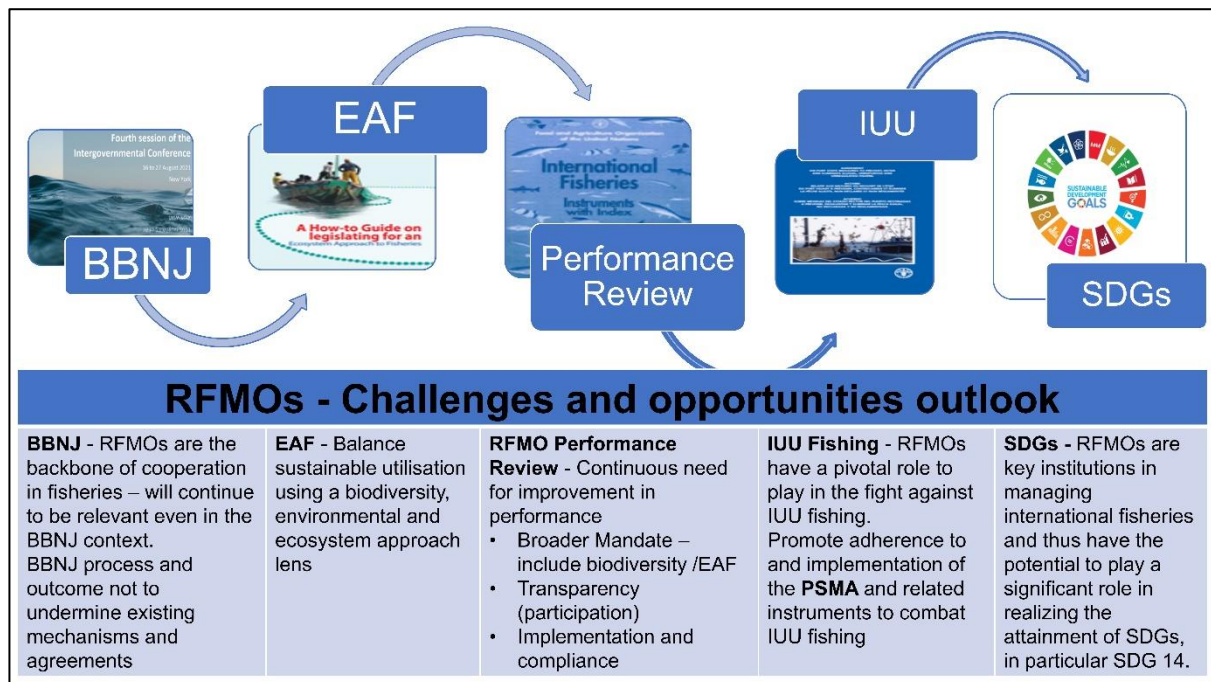 Fourth session of the
Intergovernmental Conference
New York
BBNJ
EAF
A How-to Guide on
legislating for an
Ecosystem Approach to Fisheries
Food and Agriculture Organization
of the United Nations
International
Fisheries
Instruments
with Index
Performance
Review
IUU
SUSTAINABLE
DEVELOPMENT
GOALS
SDGs
RFMOs - Challenges and opportunities outlook
BBNJ - RFMOs are the
backbone of cooperation
in fisheries – will continue
to be relevant even in the
BBNJ context.
BBNJ process and
outcome not to
undermine existing
mechanisms and
agreements
EAF - Balance
sustainable utilisation
using a biodiversity,
environmental and
ecosystem approach
lens
RFMO Performance
Review - Continuous need
for improvement in
performance
• Broader Mandate –
include biodiversity /EAF
• Transparency
(participation)
• Implementation and
compliance
IUU Fishing - RFMOs
have a pivotal role to
play in the fight against
IUU fishing.
Promote adherence to
and implementation of
the PSMA and related
instruments to combat
IUU fishing
SDGs - RFMOs are
key institutions in
managing
international fisheries
and thus have the
potential to play a
significant role in
realizing the
attainment of SDGs,
in particular SDG 14.